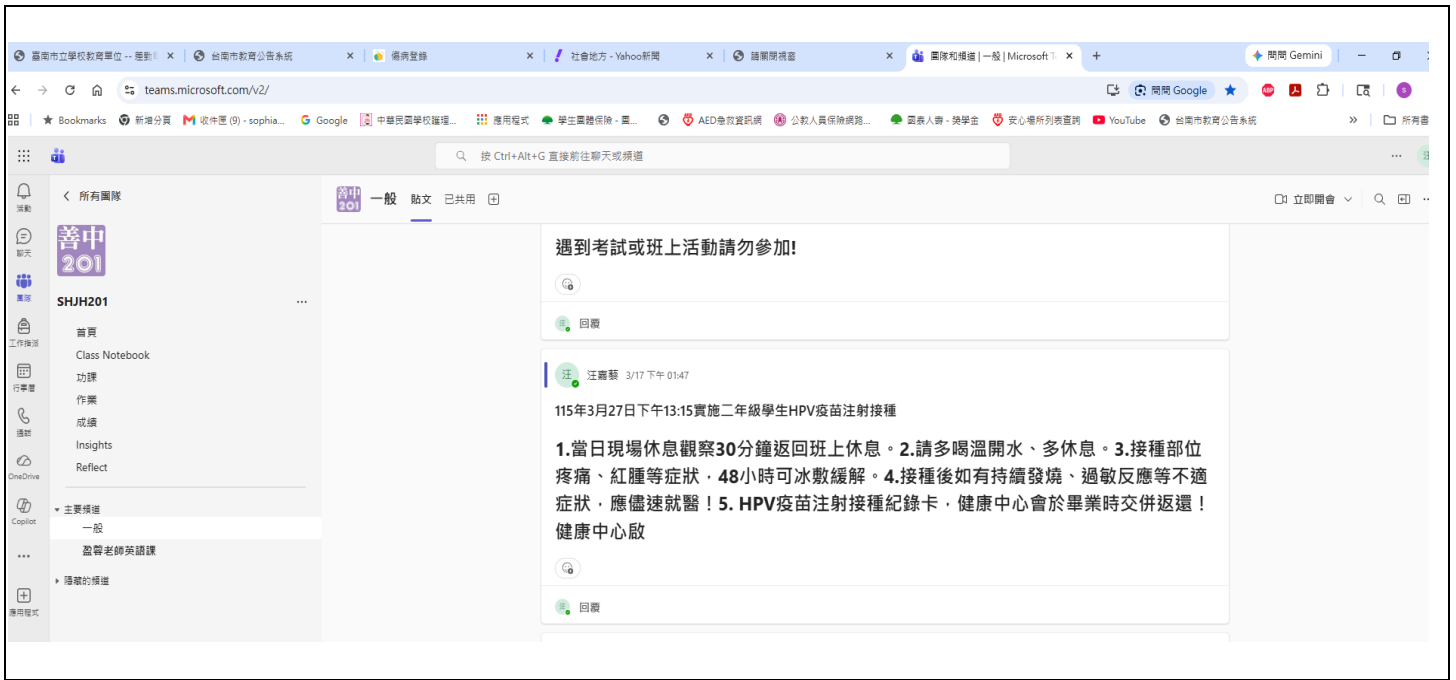 臺南市立學校教育單位 -- 差勤
台南市教育公告系統
傷病登錄
社會地方 - Yahoo新聞
請關閉視窗
團隊和頻道 | 一般 | Microsoft T
問問 Gemini
teams.microsoft.com/v2/
問問 Google
Bookmarks
新增分頁
收件匣 (9) - sophia...
Google
中華民國學校護理...
應用程式
學生團體保險 - 團...
AED急救資訊網
公教人員保險網路...
國泰人壽 - 獎學金
安心場所列表查詢
YouTube
台南市教育公告系統
所有書
按 Ctrl+Alt+G 直接前往聊天或頻道
活動
聊天
團隊
工作指派
行事曆
通話
OneDrive
Copilot
應用程式
所有團隊
善中
201
SHJH201
首頁
Class Notebook
功課
作業
成績
Insights
Reflect
主要頻道
一般
盈蓉老師英語課
隱藏的頻道
善中
201
一般 貼文 已共用
立即開會
遇到考試或班上活動請勿參加!
回覆
汪 汪嘉藜 3/17 下午 01:47
115年3月27日下午13:15實施二年級學生HPV疫苗注射接種
1.當日現場休息觀察30分鐘返回班上休息。2.請多喝溫開水、多休息。3.接種部位
疼痛、紅腫等症狀，48小時可冰敷緩解。4.接種後如有持續發燒、過敏反應等不適
症狀，應儘速就醫！5. HPV疫苗注射接種紀錄卡，健康中心會於畢業時交併返還！
健康中心啟
回覆